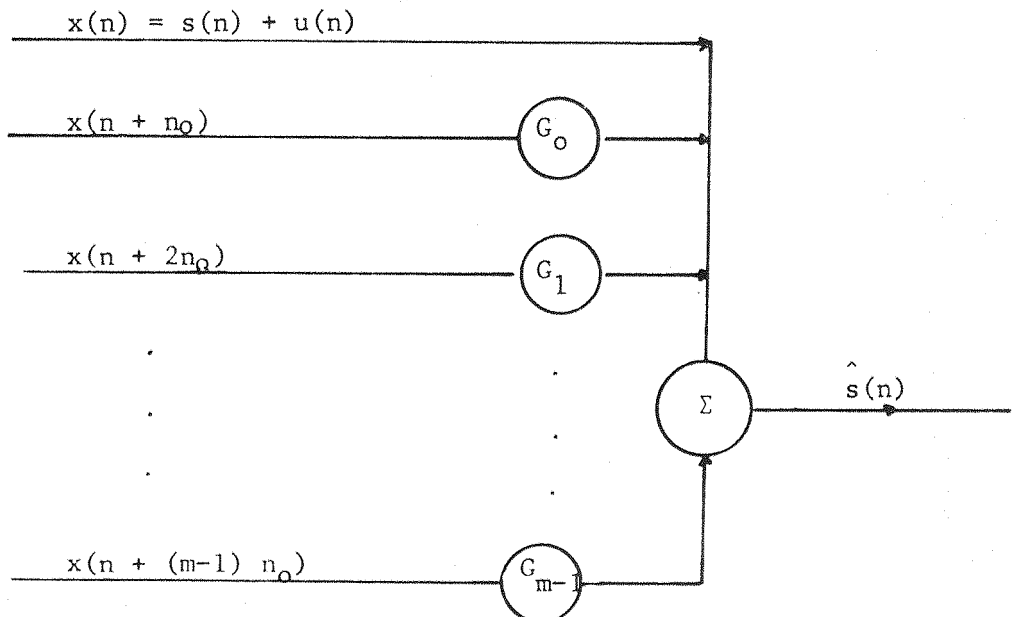 x(n) = s(n) + u(n)
x(n + n₀)
G₀
x(n + 2n₀)
G₁
ŝ(n)
Σ
x(n + (m-1) n₀)
Gₘ₋₁